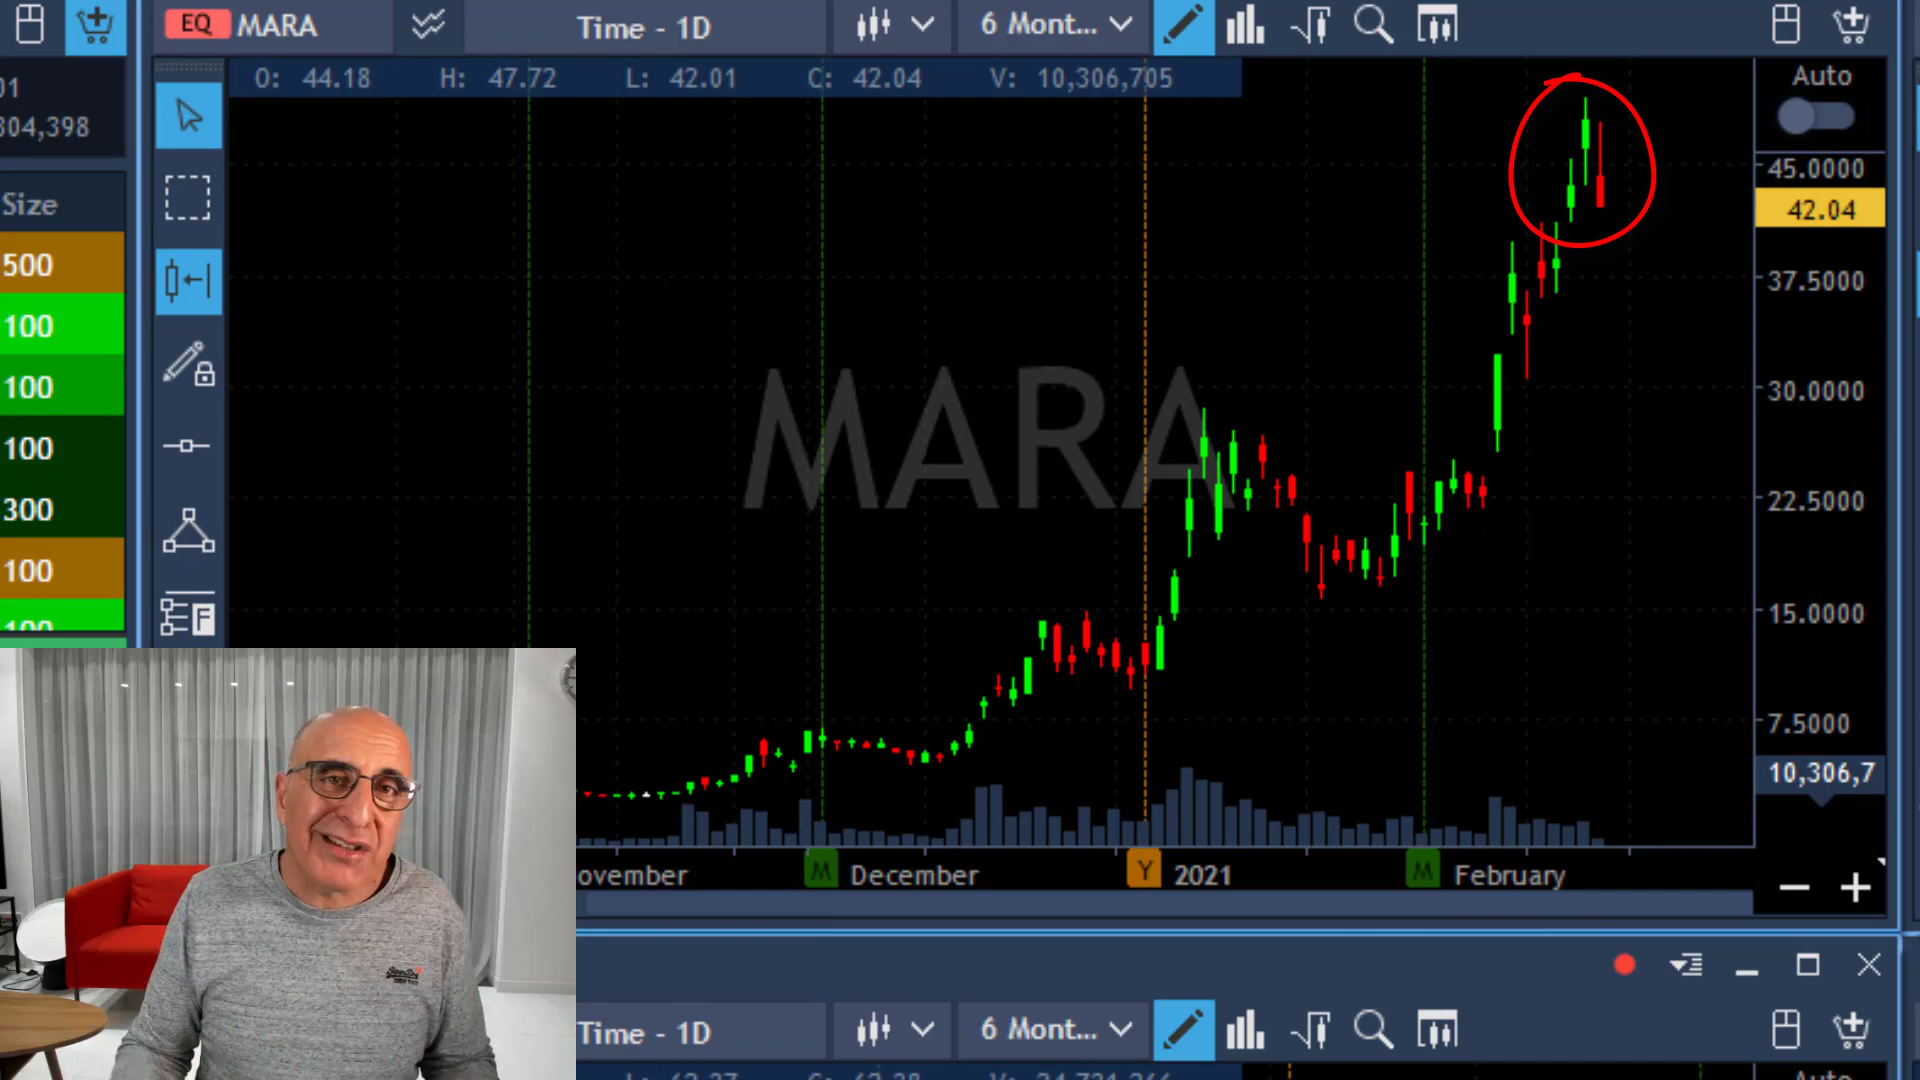 EQ MARA
Time - 1D
6 Mont...
O: 44.18 H: 47.72 L: 42.01 C: 42.04 V: 10,306,705
Auto
01
304,398
45.0000
42.04
Size
500
37.5000
100
100
30.0000
MARA
100
22.5000
300
100
15.0000
F
100
7.5000
10,306,7
M
Y
M
ovember
December
2021
February
Time - 1D
6 Mont...
Auto